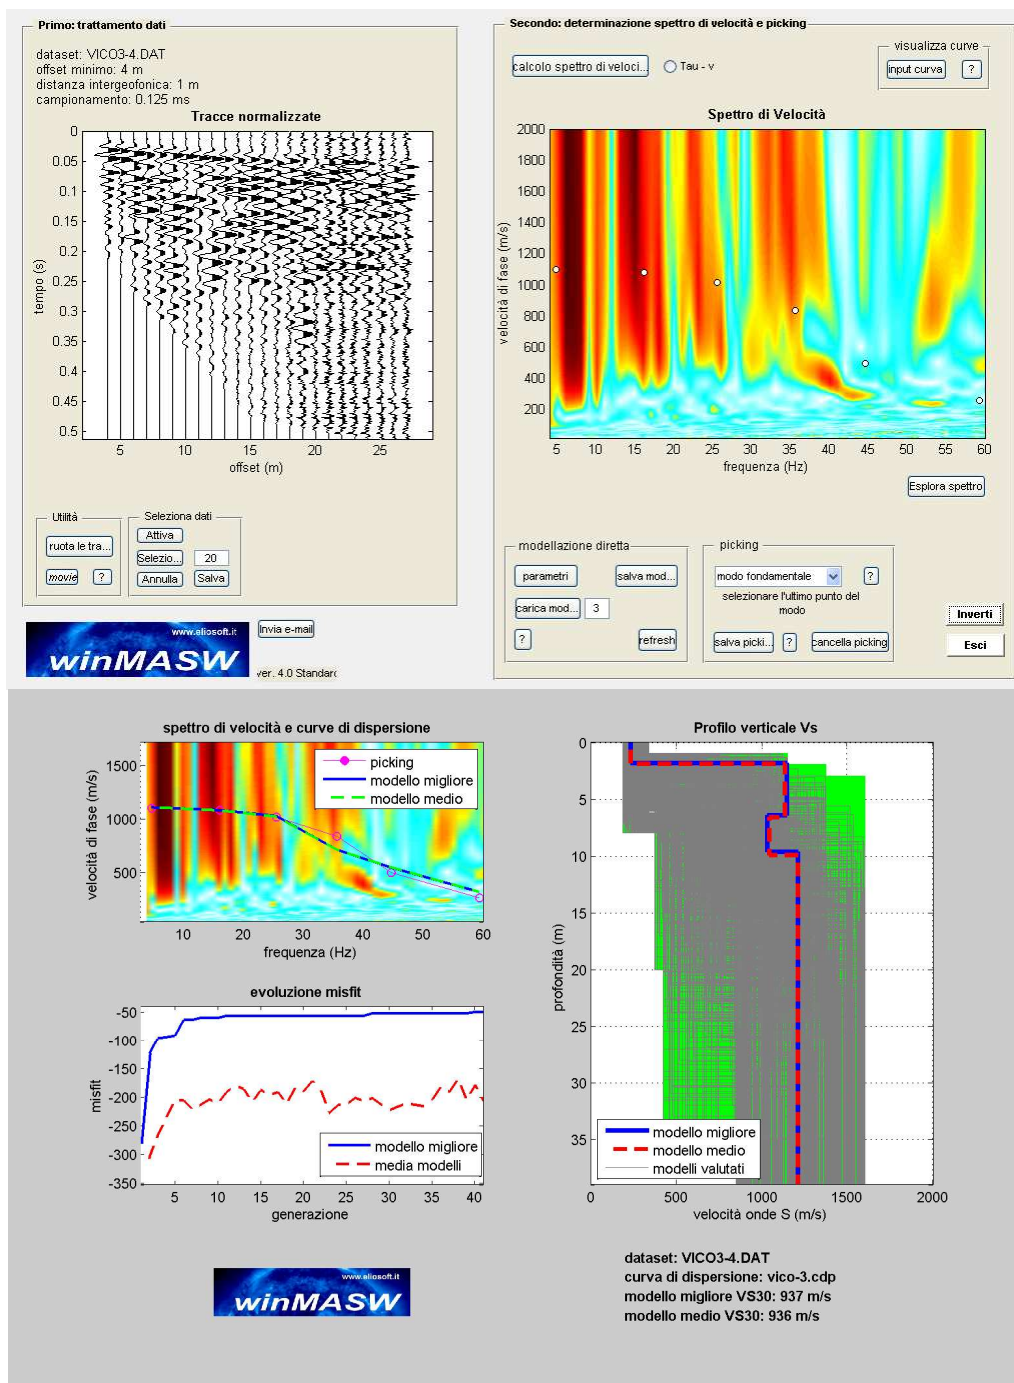 Primo: trattamento dati
dataset: VICO3-4.DAT
offset minimo: 4 m
distanza intergeofonica: 1 m
campionamento: 0.125 ms
Tracce normalizzate
0
0.05
0.1
0.15
0.2
0.25
0.3
0.35
0.4
0.45
0.5
tempo (s)
5 10 15 20 25
offset (m)
Utilità
ruota le tra...
movie ?
Seleziona dati
Attiva
Selezio... 20
Annulla Salva
www.eliosoft.it
winMASW
Invia e-mail
ver. 4.0 Standar
Secondo: determinazione spettro di velocità e picking
calcolo spettro di veloci...
Tau - v
visualizza curve
input curva ?
Spettro di Velocità
2000
1800
1600
1400
1200
1000
800
600
400
200
velocità di fase (m/s)
5 10 15 20 25 30 35 40 45 50 55 60
frequenza (Hz)
Esplora spettro
modellazione diretta
parametri salva mod...
carica mod... 3
? refresh
picking
modo fondamentale ?
selezionare l'ultimo punto del
modo
salva picki... ? cancella picking
Inverti
Esci
spettro di velocità e curve di dispersione
1500
1000
500
velocità di fase (m/s)
picking
modello migliore
modello medio
10 20 30 40 50 60
frequenza (Hz)
evoluzione misfit
-50
-100
-150
-200
-250
-300
-350
misfit
modello migliore
media modelli
5 10 15 20 25 30 35 40
generazione
www.eliosoft.it
winMASW
Profilo verticale Vs
0
5
10
15
20
25
30
35
profondità (m)
modello migliore
modello medio
modelli valutati
0 500 1000 1500 2000
velocità onde S (m/s)
dataset: VICO3-4.DAT
curva di dispersione: vico-3.cdp
modello migliore VS30: 937 m/s
modello medio VS30: 936 m/s